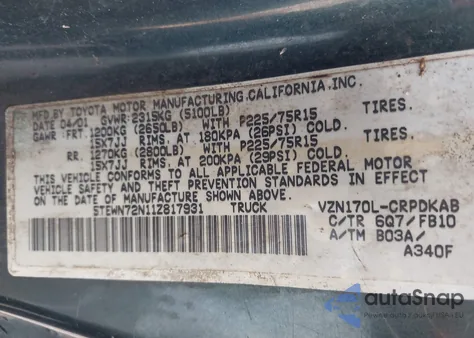 MFD.BY TOYOTA MOTOR MANUFACTURING,CALIFORNIA,INC.
DATE 04/01 GVWR:2315KG (5100LB)
GAWR :FRT.1200KG (2650LB) WITH P225/75R15 TIRES.
15X7JJ RIMS. AT 180KPA (26PSI) COLD.
RR. 1270KG (2800LB) WITH P225/75R15 TIRES.
15X7JJ RIMS. AT 200KPA (29PSI) COLD.
THIS VEHICLE CONFORMS TO ALL APPLICABLE FEDERAL MOTOR
VEHICLE SAFETY AND THEFT PREVENTION STANDARDS IN EFFECT
ON THE DATE OF MANUFACTURE SHOWN ABOVE.
5TEWN72N112817931 TRUCK VZN170L-CRPDKAB
C/TR 6Q7/FB10
A/TM B03A/
A340F
autoSnap